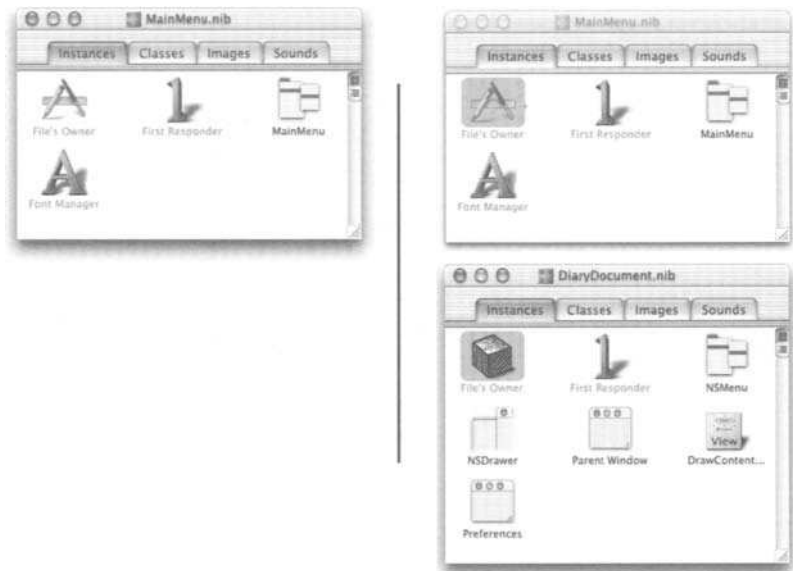 MainMenu.nib
Instances Classes Images Sounds
File's Owner First Responder MainMenu
Font Manager
MainMenu.nib
Instances Classes Images Sounds
File's Owner First Responder MainMenu
Font Manager
DiaryDocument.nib
Instances Classes Images Sounds
File's Owner First Responder NSMenu
View
NSDrawer Parent Window DrawContent...
Preferences